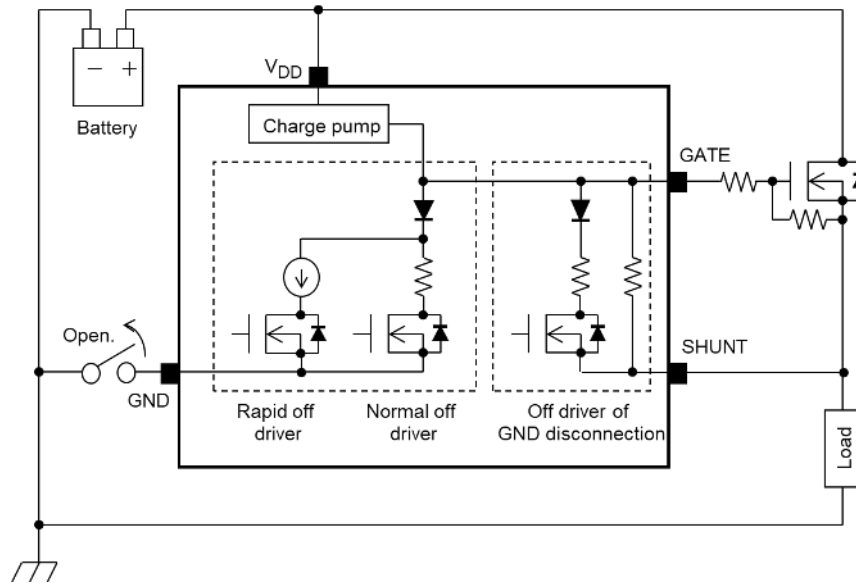 − +
Battery
VDD
Charge pump
GATE
Open.
GND
SHUNT
Rapid off
driver
Normal off
driver
Off driver of
GND disconnection
Load